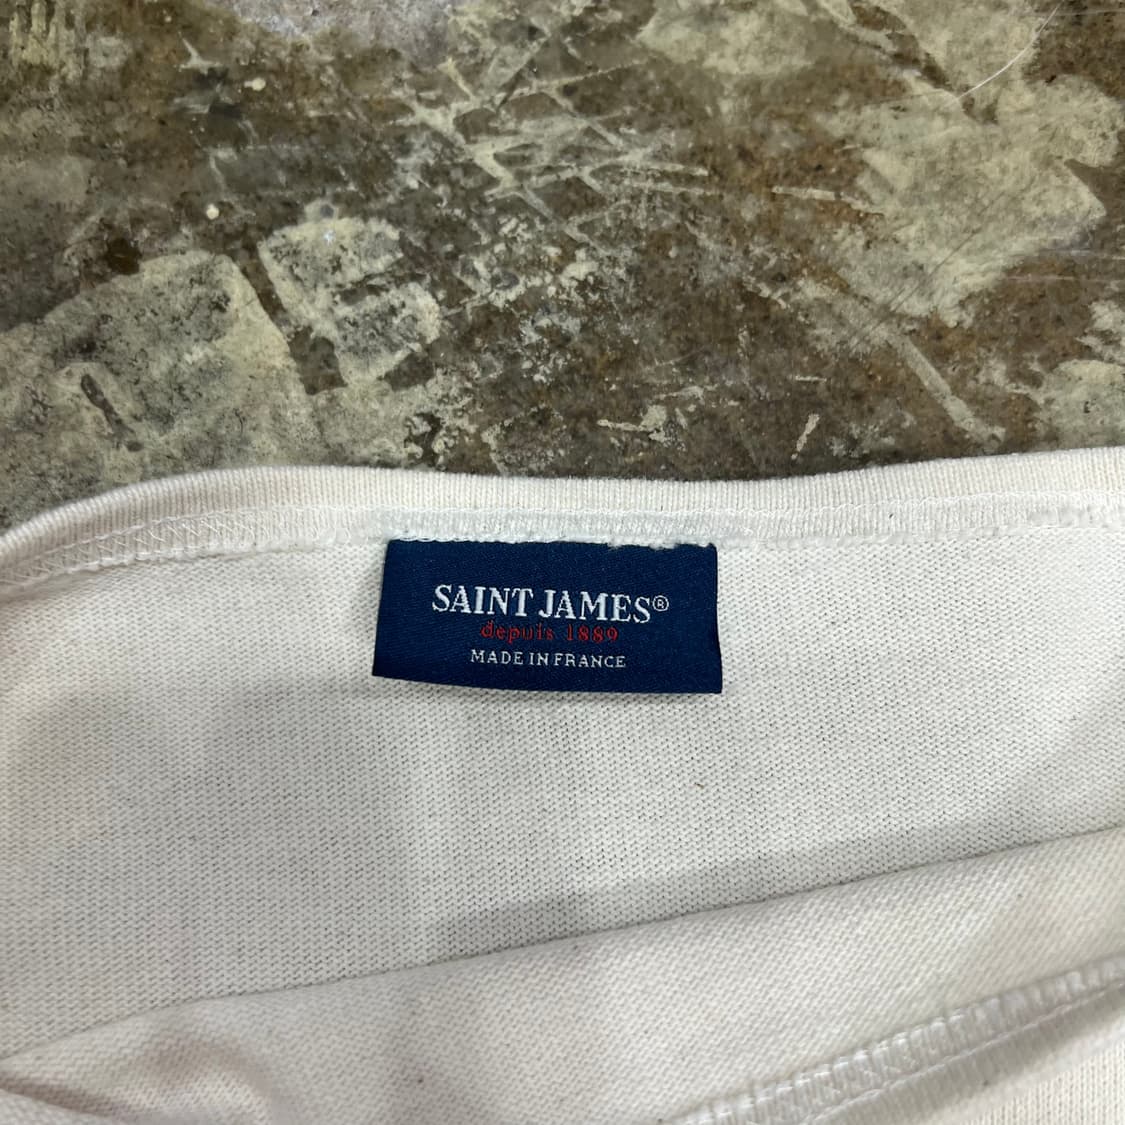 SAINT JAMES®
depuis 1889
MADE IN FRANCE